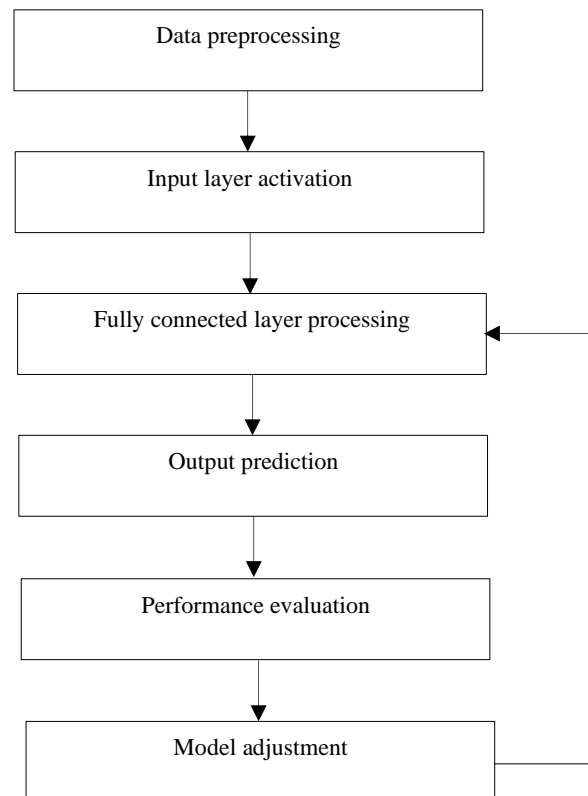 Data preprocessing
Input layer activation
Fully connected layer processing
Output prediction
Performance evaluation
Model adjustment